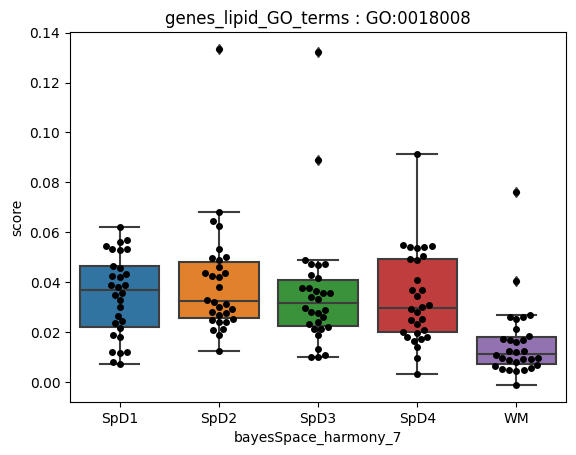 genes_lipid_GO_terms : GO:0018008
0.14
0.12
0.10
0.08
0.06
0.04
0.02
0.00
score
SpD1 SpD2 SpD3 SpD4 WM
bayesSpace_harmony_7